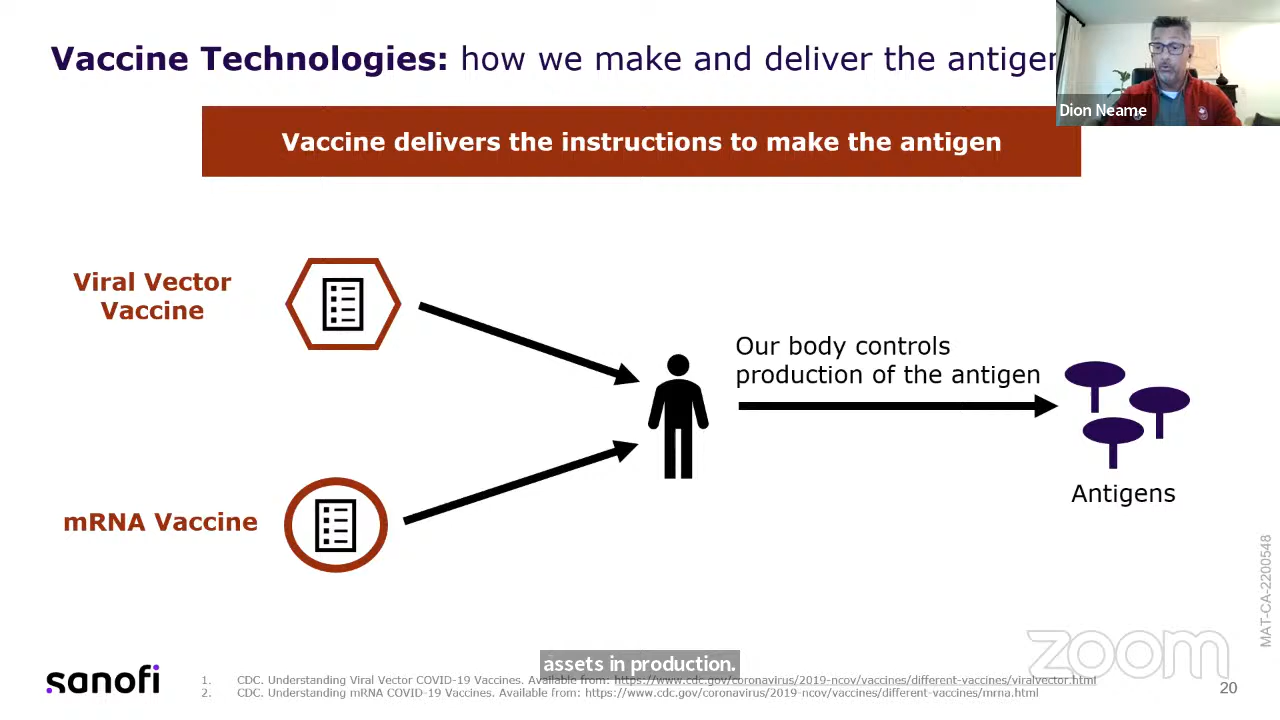 Vaccine Technologies: how we make and deliver the antigen
Dion Neame
Vaccine delivers the instructions to make the antigen
Viral Vector
Vaccine
Our body controls
production of the antigen
Antigens
mRNA Vaccine
MAT-CA-2200548
zoom
assets in production.
sanofi
1. CDC. Understanding Viral Vector COVID-19 Vaccines. Available from: https://www.cdc.gov/coronavirus/2019-ncov/vaccines/different-vaccines/viralvector.html
2. CDC. Understanding mRNA COVID-19 Vaccines. Available from: https://www.cdc.gov/coronavirus/2019-ncov/vaccines/different-vaccines/mrna.html
20